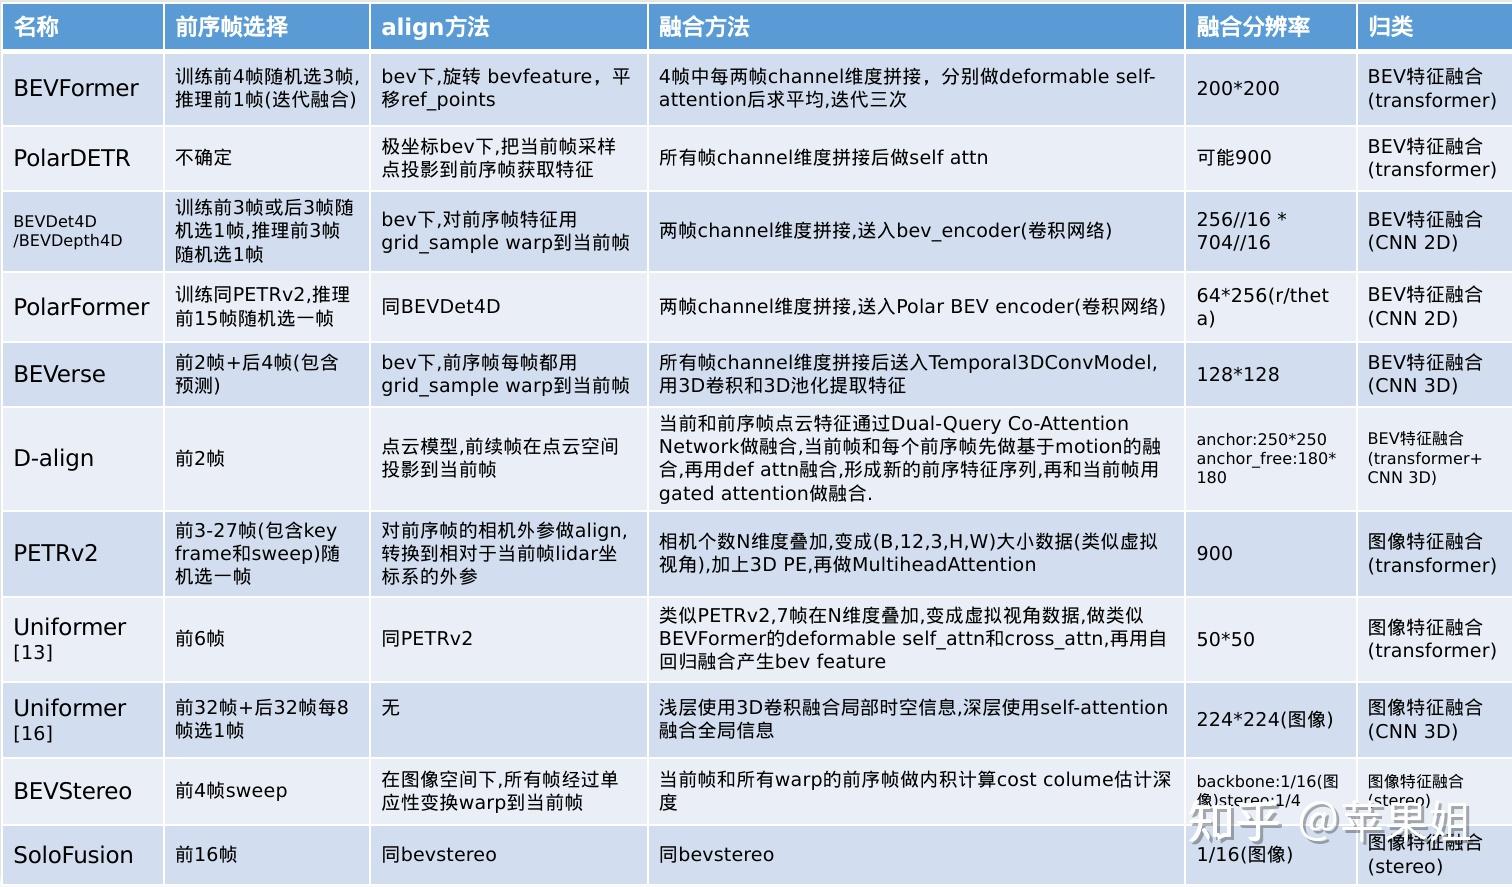 名称
前序帧选择
align方法
融合方法
融合分辨率
归类
BEVFormer
训练前4帧随机选3帧,
推理前1帧(迭代融合)
bev下,旋转 bevfeature，平
移ref_points
4帧中每两帧channel维度拼接，分别做deformable self-
attention后求平均,迭代三次
200*200
BEV特征融合
(transformer)
PolarDETR
不确定
极坐标bev下,把当前帧采样
点投影到前序帧获取特征
所有帧channel维度拼接后做self attn
可能900
BEV特征融合
(transformer)
BEVDet4D
/BEVDepth4D
训练前3帧或后3帧随
机选1帧,推理前3帧
随机选1帧
bev下,对前序帧特征用
grid_sample warp到当前帧
两帧channel维度拼接,送入bev_encoder(卷积网络)
256//16 *
704//16
BEV特征融合
(CNN 2D)
PolarFormer
训练同PETRv2,推理
前15帧随机选一帧
同BEVDet4D
两帧channel维度拼接,送入Polar BEV encoder(卷积网络)
64*256(r/thet
a)
BEV特征融合
(CNN 2D)
BEVerse
前2帧+后4帧(包含
预测)
bev下,前序帧每帧都用
grid_sample warp到当前帧
所有帧channel维度拼接后送入Temporal3DConvModel,
用3D卷积和3D池化提取特征
128*128
BEV特征融合
(CNN 3D)
D-align
前2帧
点云模型,前续帧在点云空间
投影到当前帧
当前和前序帧点云特征通过Dual-Query Co-Attention
Network做融合,当前帧和每个前序帧先做基于motion的融
合,再用def attn融合,形成新的前序特征序列,再和当前帧用
gated attention做融合.
anchor:250*250
anchor_free:180*
180
BEV特征融合
(transformer+
CNN 3D)
PETRv2
前3-27帧(包含key
frame和sweep)随
机选一帧
对前序帧的相机外参做align,
转换到相对于当前帧lidar坐
标系的外参
相机个数N维度叠加,变成(B,12,3,H,W)大小数据(类似虚拟
视角),加上3D PE,再做MultiheadAttention
900
图像特征融合
(transformer)
Uniformer
[13]
前6帧
同PETRv2
类似PETRv2,7帧在N维度叠加,变成虚拟视角数据,做类似
BEVFormer的deformable self_attn和cross_attn,再用自
回归融合产生bev feature
50*50
图像特征融合
(transformer)
Uniformer
[16]
前32帧+后32帧每8
帧选1帧
无
浅层使用3D卷积融合局部时空信息,深层使用self-attention
融合全局信息
224*224(图像)
图像特征融合
(CNN 3D)
BEVStereo
前4帧sweep
在图像空间下,所有帧经过单
应性变换warp到当前帧
当前帧和所有warp的前序帧做内积计算cost colume估计深
度
backbone:1/16(图
像)stereo:1/4
图像特征融合
(stereo)
SoloFusion
前16帧
同bevstereo
同bevstereo
1/16(图像)
图像特征融合
(stereo)
知乎 @苹果姐